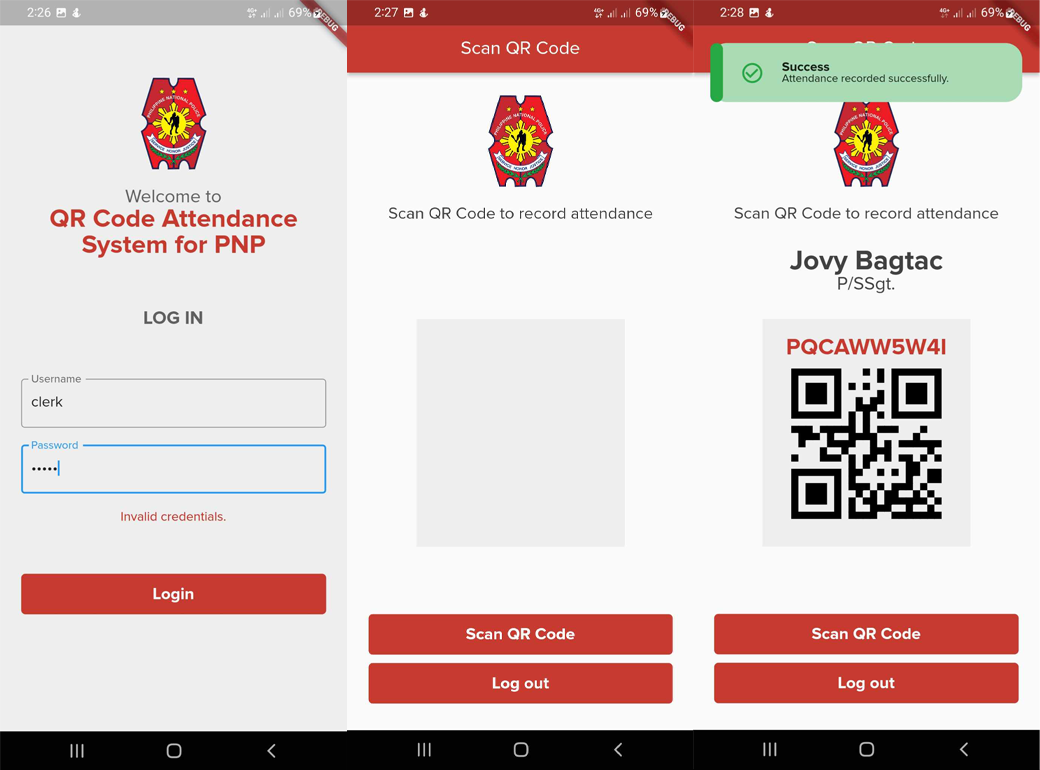 2:26
4G+
69%
DEBUG
PHILIPPINE NATIONAL POLICE
SERVICE HONOR JUSTICE
Welcome to
QR Code Attendance
System for PNP
LOG IN
Username
clerk
Password
•••••
Invalid credentials.
Login
2:27
4G+
69%
DEBUG
Scan QR Code
PHILIPPINE NATIONAL POLICE
SERVICE HONOR JUSTICE
Scan QR Code to record attendance
Scan QR Code
Log out
2:28
4G+
69%
DEBUG
Success
Attendance recorded successfully.
SERVICE HONOR JUSTICE
Scan QR Code to record attendance
Jovy Bagtac
P/SSgt.
PQCAWW5W4I
Scan QR Code
Log out